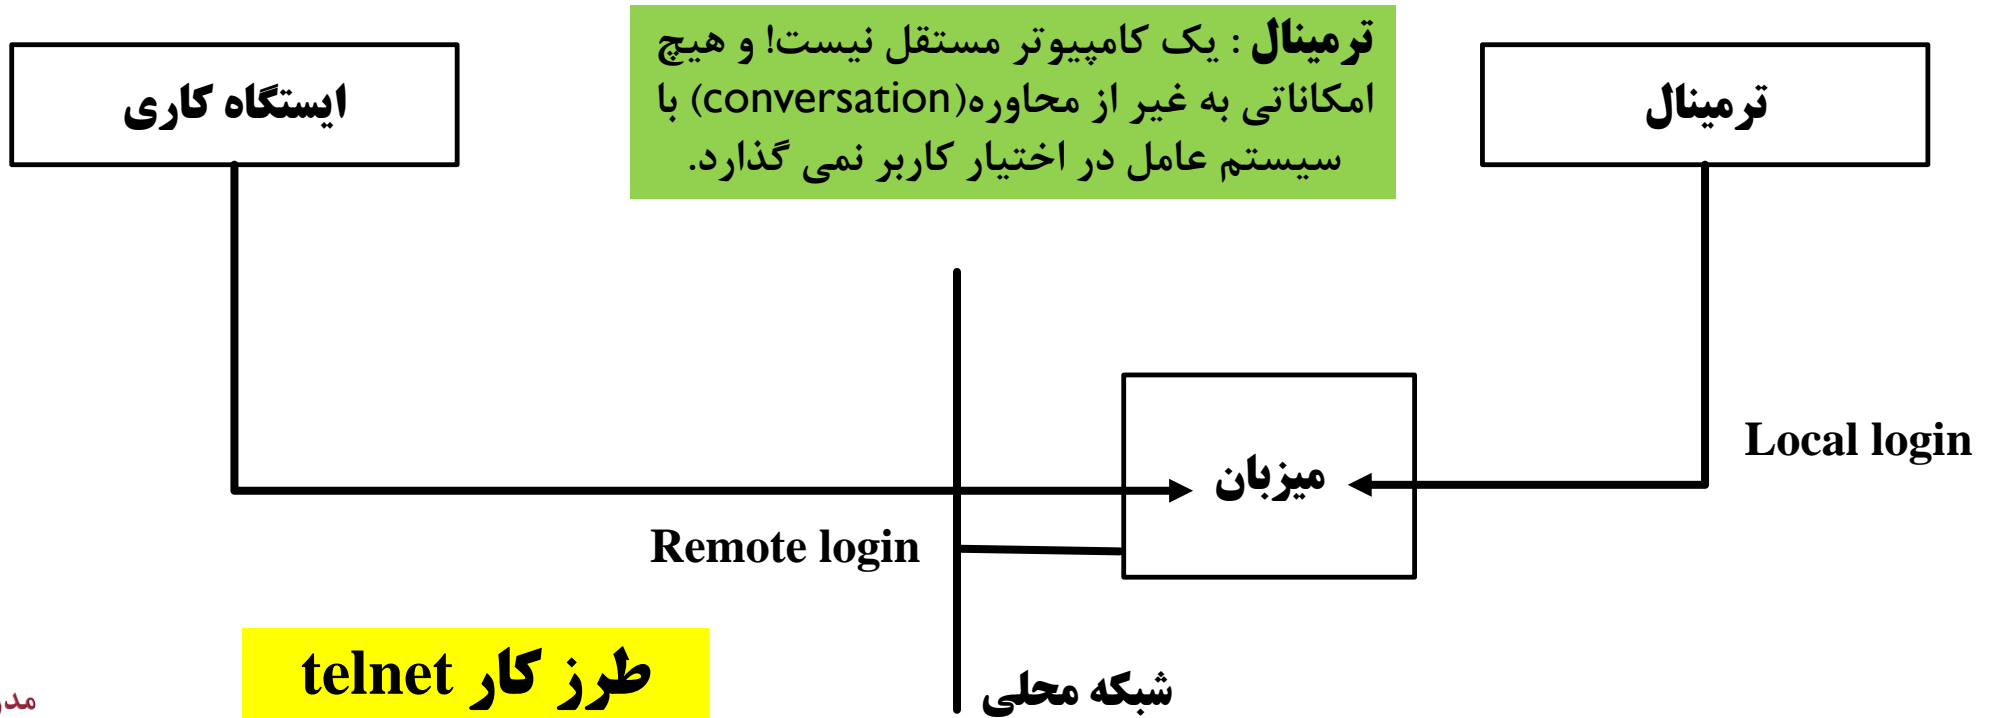 ترمینال : یک کامپیوتر مستقل نیست! و هیچ
امکاناتی به غیر از محاوره(conversation) با
سیستم عامل در اختیار کاربر نمی گذارد.
ترمینال
ایستگاه کاری
Local login
میزبان
Remote login
طرز کار telnet
شبکه محلی